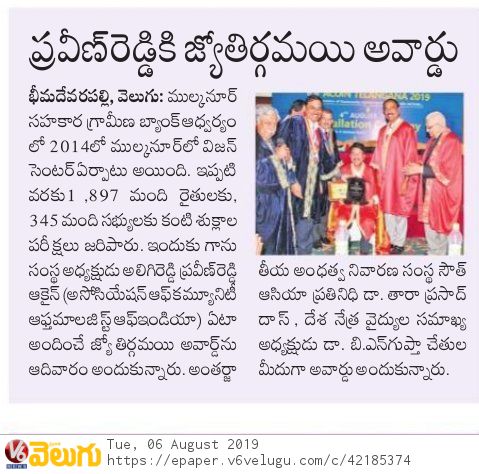 ప్రవీణ్‌రెడ్డికి జ్యోతిర్గమయి అవార్డు
భీమదేవరపల్లి, వెలుగు: ముల్కనూర్
సహకార గ్రామీణ బ్యాంక్ ఆధ్వర్యం
లో 2014లో ముల్కనూర్‌లో విజన్
సెంటర్ ఏర్పాటు అయింది. ఇప్పటి
వరకు1 ,897 మంది రైతులకు,
345 మంది సభ్యులకు కంటి శుక్లాల
పరీక్షలు జరిపారు. ఇందుకు గాను
సంస్థ అధ్యక్షుడు అలిగిరెడ్డి ప్రవీణ్‌రెడ్డి
ఆకైన్ (అసోసియేషన్ ఆఫ్‌కమ్యూనిటీ
ఆఫ్తమాలజిస్ట్ ఆఫ్‌ఇండియా) ఏటా
అందించే జ్యోతిర్గమయి అవార్డ్‌ను
ఆదివారం అందుకున్నారు. అంతర్జా
తీయ అంధత్వ నివారణ సంస్థ సౌత్
ఆసియా ప్రతినిధి డా. తారా ప్రసాద్
దాస్ , దేశ నేత్ర వైద్యుల సమాఖ్య
అధ్యక్షుడు డా. బి.ఎన్‌గుప్తా చేతుల
మీదుగా అవార్డు అందుకున్నారు.
ACOIN TELANGANA 2019
4th AUGUST
V6 NEWS వెలుగు
Tue, 06 August 2019
https://epaper.v6velugu.com/c/42185374